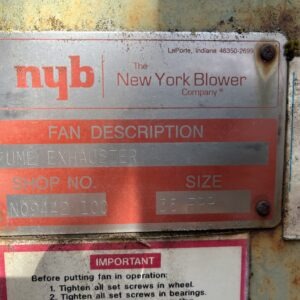 LaPorte, Indiana 46350-2699
nyb
The
New York Blower
Company®
FAN DESCRIPTION
FUME EXHAUSTER
SHOP NO. SIZE
IMPORTANT
Before putting fan in operation:
1. Tighten all set screws in wheel.
2. Tighten all set screws in bearings.